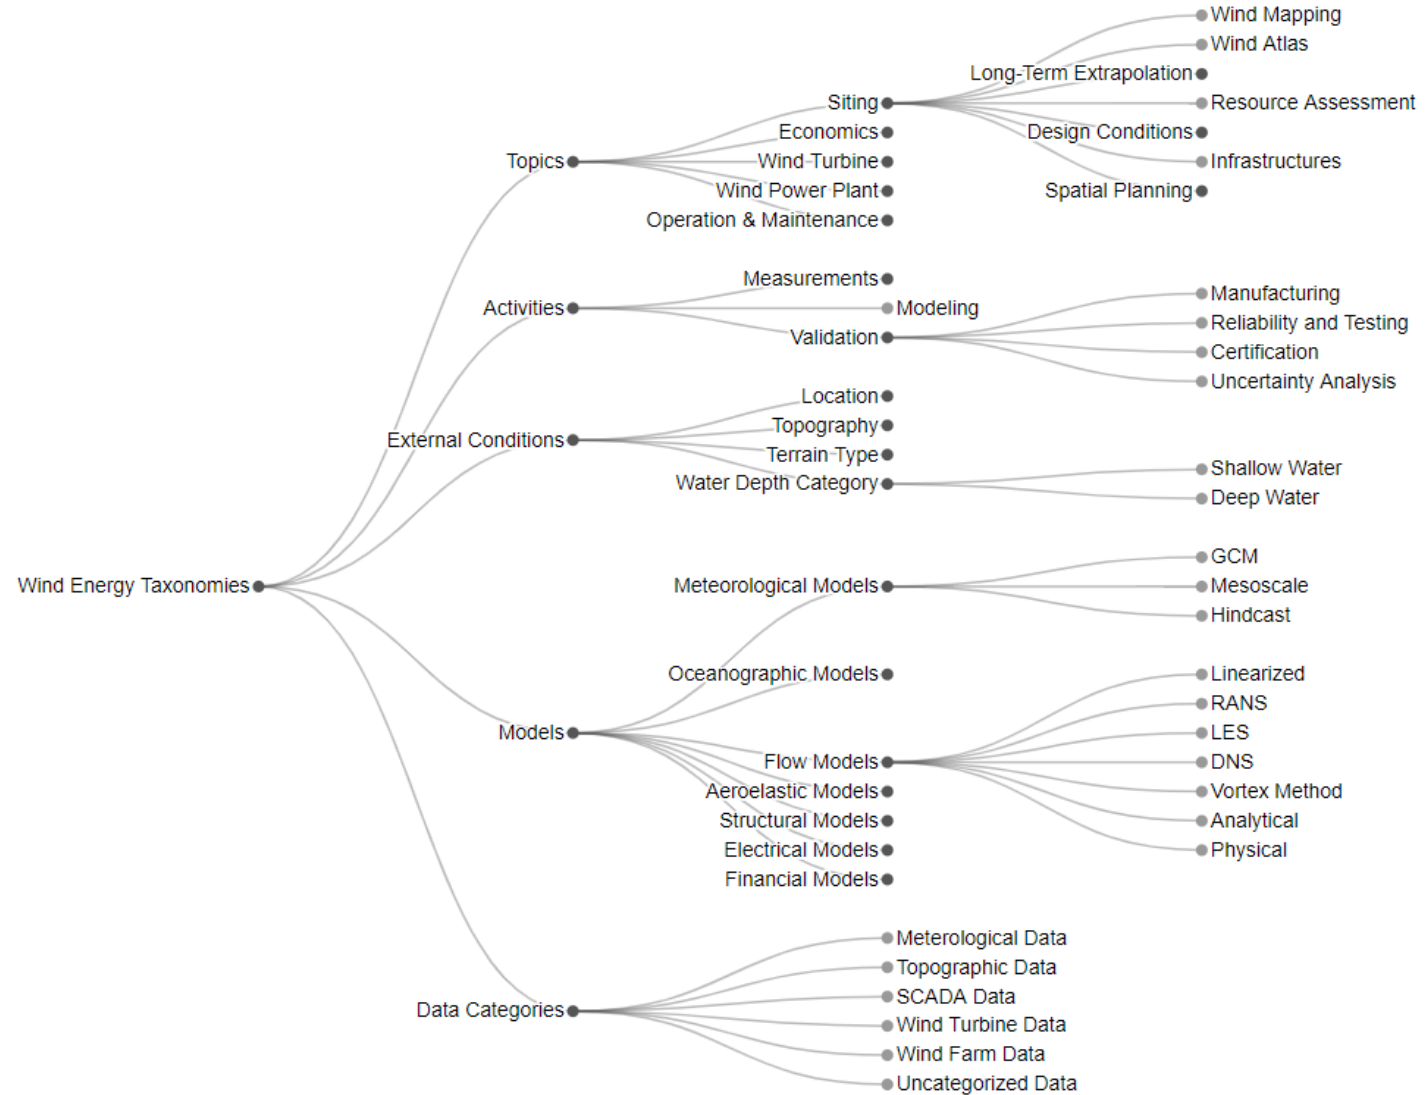 Wind Energy Taxonomies
Topics
Siting
Wind Mapping
Wind Atlas
Long-Term Extrapolation
Resource Assessment
Design Conditions
Infrastructures
Spatial Planning
Economics
Wind Turbine
Wind Power Plant
Operation & Maintenance
Activities
Measurements
Modeling
Validation
Manufacturing
Reliability and Testing
Certification
Uncertainty Analysis
External Conditions
Location
Topography
Terrain Type
Water Depth Category
Shallow Water
Deep Water
Models
Meteorological Models
GCM
Mesoscale
Hindcast
Oceanographic Models
Flow Models
Linearized
RANS
LES
DNS
Vortex Method
Analytical
Physical
Aeroelastic Models
Structural Models
Electrical Models
Financial Models
Data Categories
Meterological Data
Topographic Data
SCADA Data
Wind Turbine Data
Wind Farm Data
Uncategorized Data